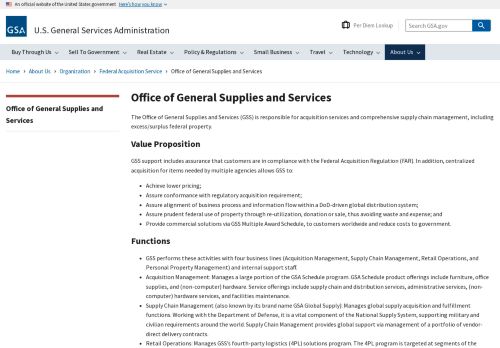 An official website of the United States government Here's how you know
GSA
U.S. General Services Administration
Per Diem Lookup
Search GSA.gov
Buy Through Us Sell To Government Real Estate Policy & Regulations Small Business Travel Technology About Us
Home › About Us › Organization › Federal Acquisition Service › Office of General Supplies and Services
Office of General Supplies and
Services
Office of General Supplies and Services
The Office of General Supplies and Services (GSS) is responsible for acquisition services and comprehensive supply chain management, including
excess/surplus federal property.
Value Proposition
GSS support includes assurance that customers are in compliance with the Federal Acquisition Regulation (FAR). In addition, centralized
acquisition for items needed by multiple agencies allows GSS to:
• Achieve lower pricing;
• Assure conformance with regulatory acquisition requirement;
• Assure alignment of business process and information flow within a DoD-driven global distribution system;
• Assure prudent federal use of property through re-utilization, donation or sale, thus avoiding waste and expense; and
• Provide commercial solutions via GSS Multiple Award Schedule, to customers worldwide and reduce costs to government.
Functions
• GSS performs these activities with four business lines (Acquisition Management, Supply Chain Management, Retail Operations, and
Personal Property Management) and internal support staff.
• Acquisition Management: Manages a large portion of the GSA Schedule program. GSA Schedule product offerings include furniture, office
supplies, and (non-computer) hardware. Service offerings include supply chain and distribution services, administrative services, (non-
computer) hardware services, and facilities maintenance.
• Supply Chain Management (also known by its brand name GSA Global Supply): Manages global supply acquisition and fulfillment
functions. Working with the Department of Defense, it is a vital component of the National Supply System, supporting military and
civilian requirements around the world. Supply Chain Management provides global support via management of a portfolio of vendor-
direct delivery contracts.
• Retail Operations: Manages GSS's fourth-party logistics (4PL) solutions program. The 4PL program is targeted at segments of the